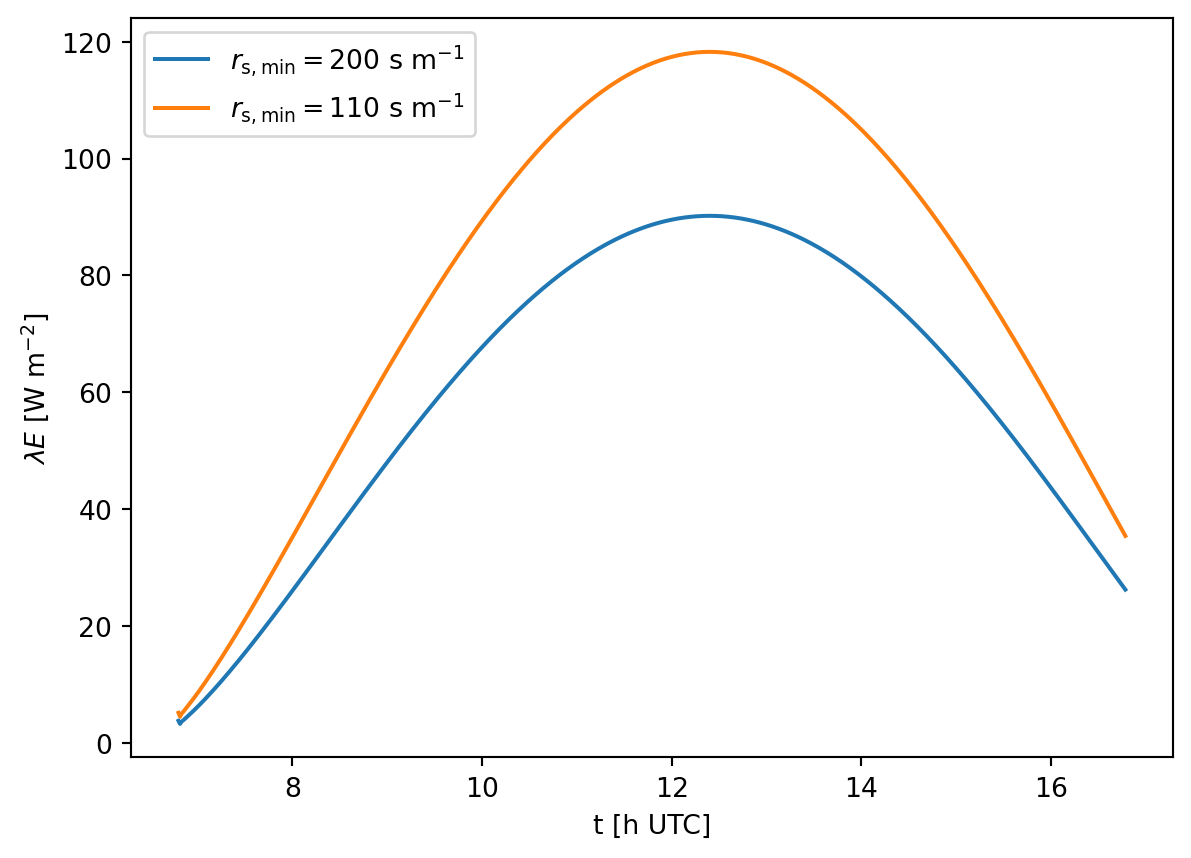 120
100
80
60
40
20
0
λE [W m⁻²]
r_s,min = 200 s m⁻¹
r_s,min = 110 s m⁻¹
8 10 12 14 16
t [h UTC]